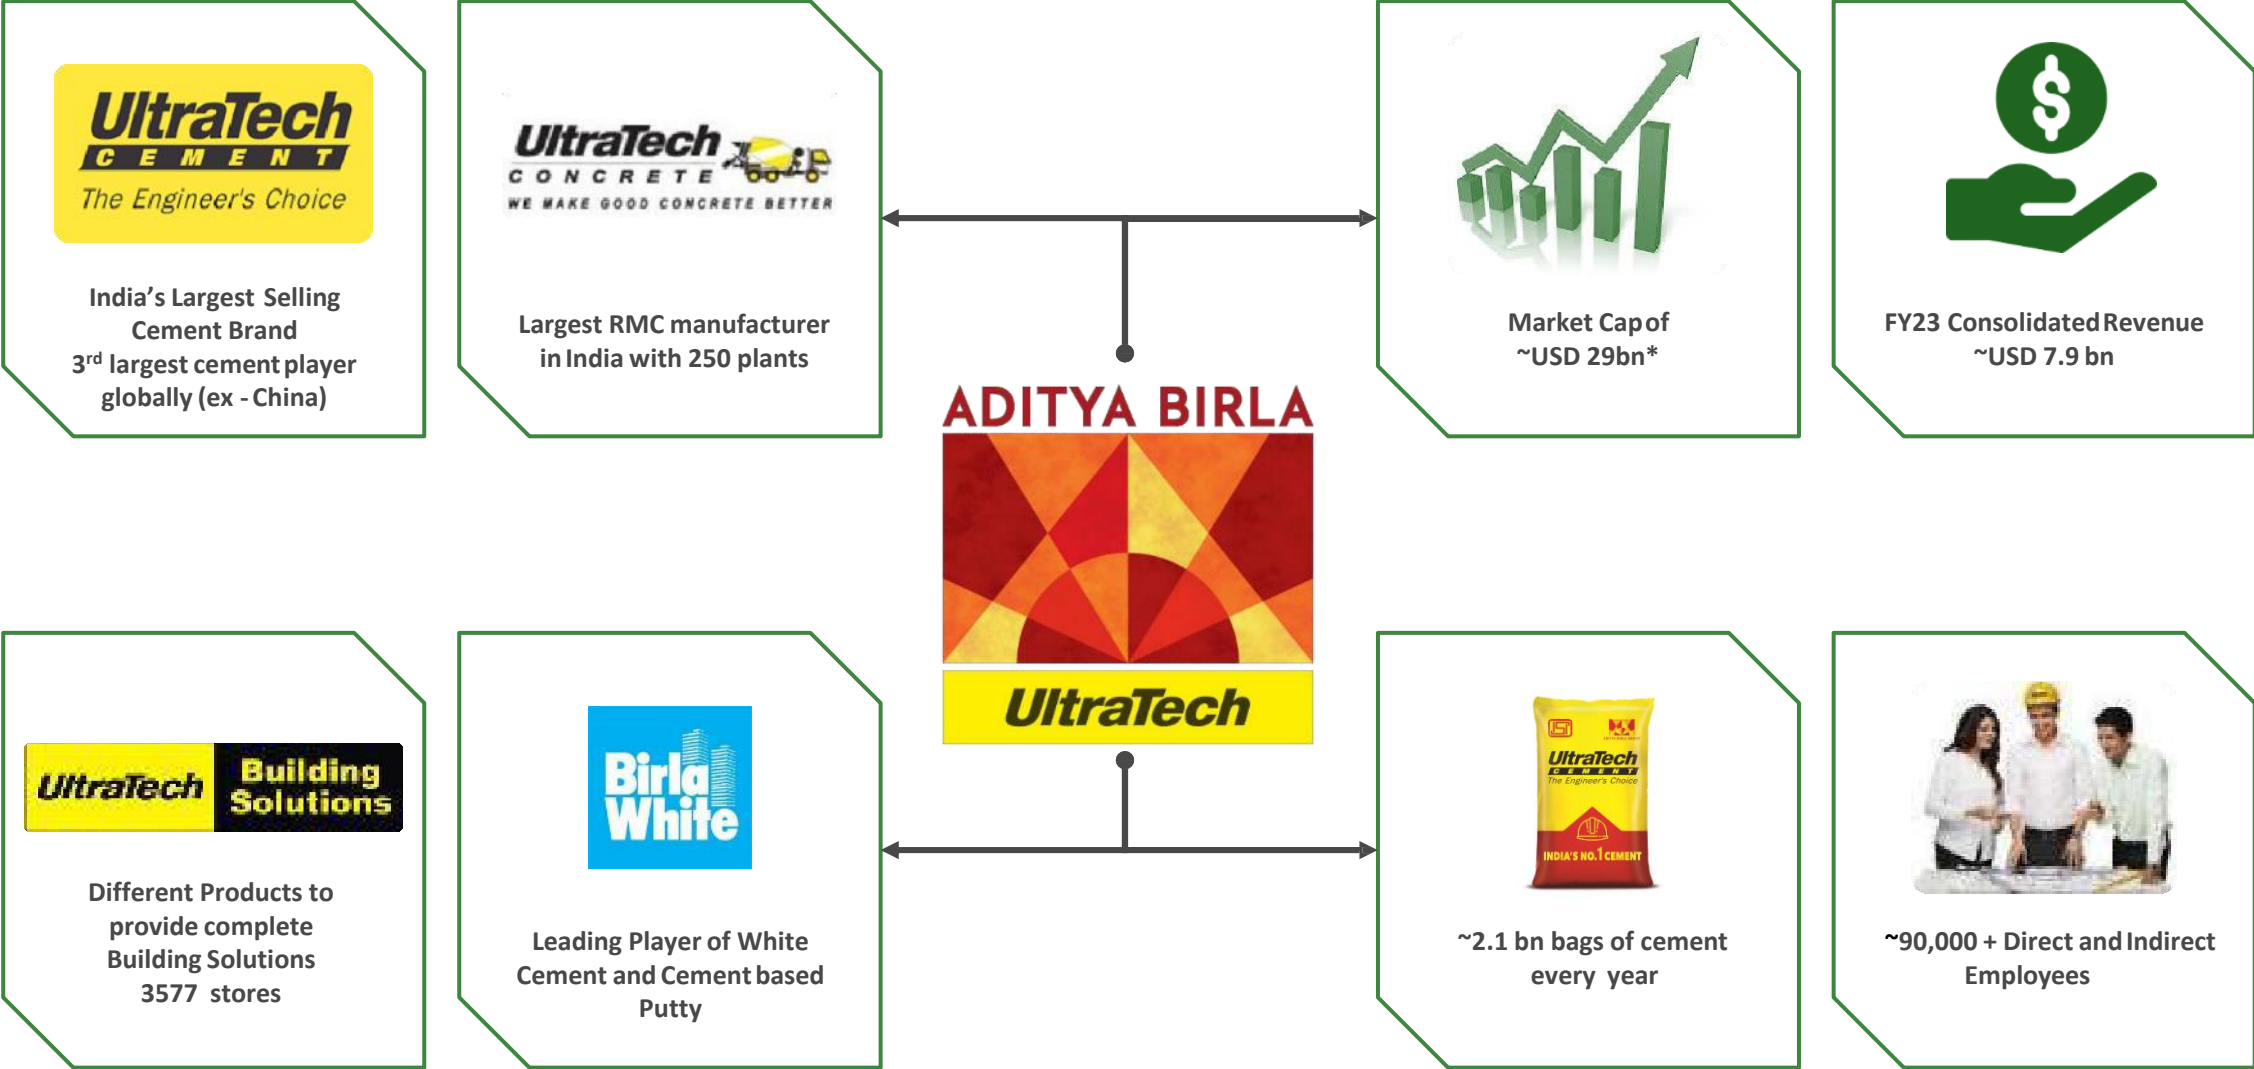 UltraTech
CEMENT
The Engineer's Choice
India’s Largest Selling
Cement Brand
3rd largest cement player
globally (ex - China)
UltraTech
CONCRETE
WE MAKE GOOD CONCRETE BETTER
Largest RMC manufacturer
in India with 250 plants
Market Cap of
~USD 29bn*
$
FY23 Consolidated Revenue
~USD 7.9 bn
ADITYA BIRLA
UltraTech
UltraTech
Building
Solutions
Different Products to
provide complete
Building Solutions
3577 stores
Birla
White
Leading Player of White
Cement and Cement based
Putty
UltraTech
CEMENT
The Engineer's Choice
INDIA'S NO.1 CEMENT
~2.1 bn bags of cement
every year
~90,000 + Direct and Indirect
Employees